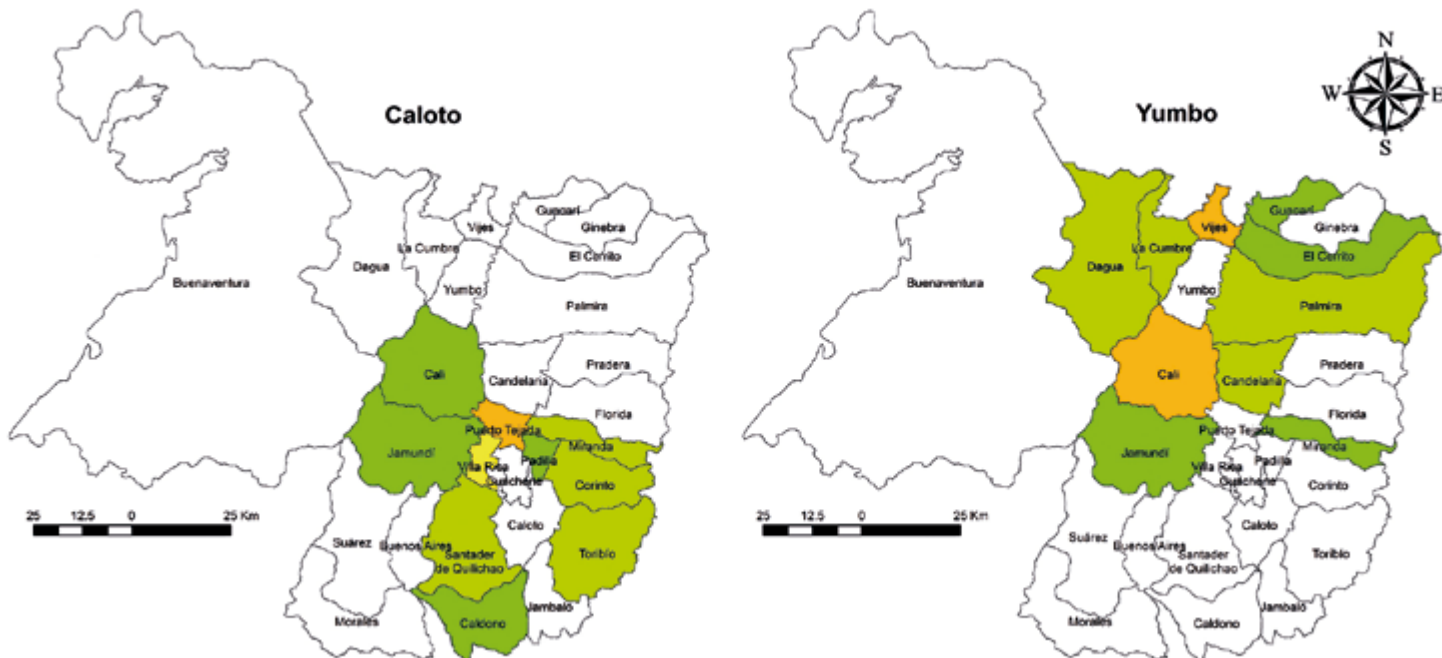 Caloto
Buenaventura
Dagua
La Cumbre
Vijes
Yumbo
Guacarí
Ginebra
El Cerrito
Palmira
Cali
Candelaria
Pradera
Florida
Jamundí
Puerto Tejada
Miranda
Villa Rica
Padilla
Guachené
Corinto
Caloto
Suárez
Buenos Aires
Santader
de Quilichao
Toribío
Jambaló
Morales
Caldono
25 12.5 0 25 Km
Yumbo
N
W E
S
Buenaventura
Dagua
La Cumbre
Vijes
Yumbo
Guacarí
Ginebra
El Cerrito
Palmira
Cali
Candelaria
Pradera
Florida
Jamundí
Puerto Tejada
Miranda
Villa Rica
Padilla
Guachené
Corinto
Caloto
Suárez
Buenos Aires
Santader
de Quilichao
Toribío
Jambaló
Morales
Caldono
25 12.5 0 25 Km